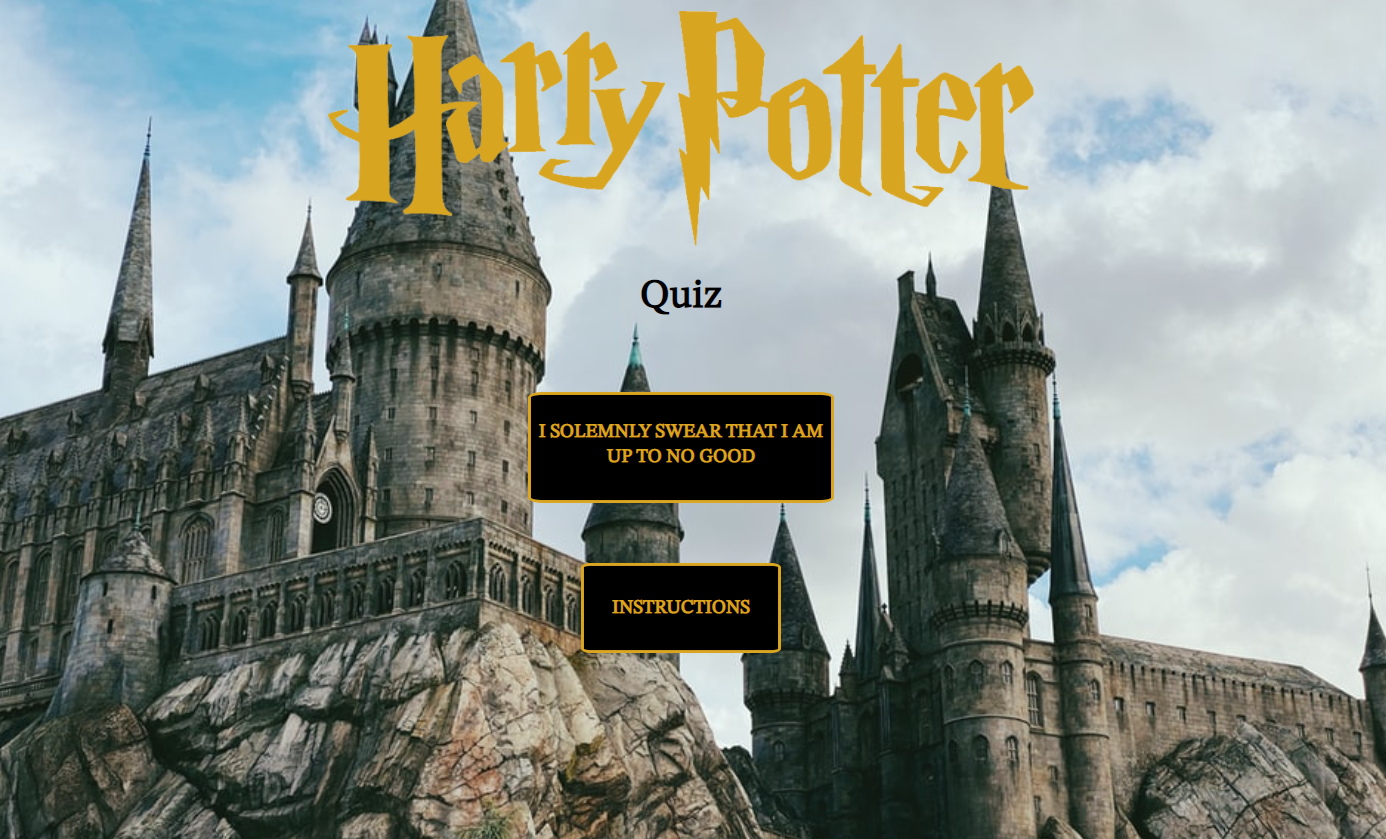 Harry Potter
Quiz
I SOLEMNLY SWEAR THAT I AM
UP TO NO GOOD
INSTRUCTIONS